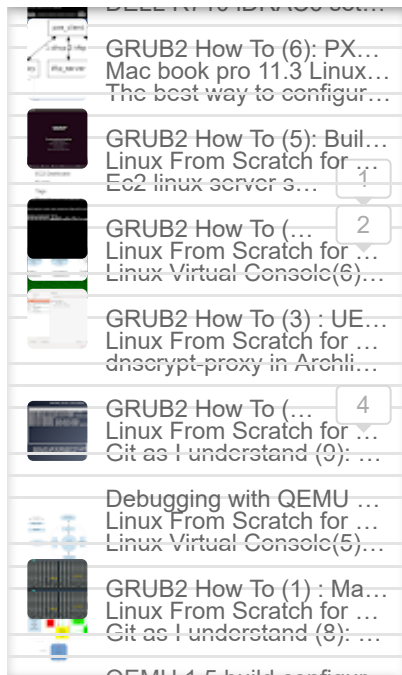 GRUB2 How To (6): PX…
Mac book pro 11.3 Linux…
The best way to configur…
GRUB2 How To (5): Buil…
Linux From Scratch for …
Ec2 linux server s…
1
GRUB2 How To (…
2
Linux From Scratch for …
Linux Virtual Console(6)…
GRUB2 How To (3) : UE…
Linux From Scratch for …
dnscrypt-proxy in Archli…
GRUB2 How To (…
4
Linux From Scratch for …
Git as I understand (9): …
Debugging with QEMU …
Linux From Scratch for …
Linux Virtual Console(5)…
GRUB2 How To (1) : Ma…
Linux From Scratch for …
Git as I understand (8): …